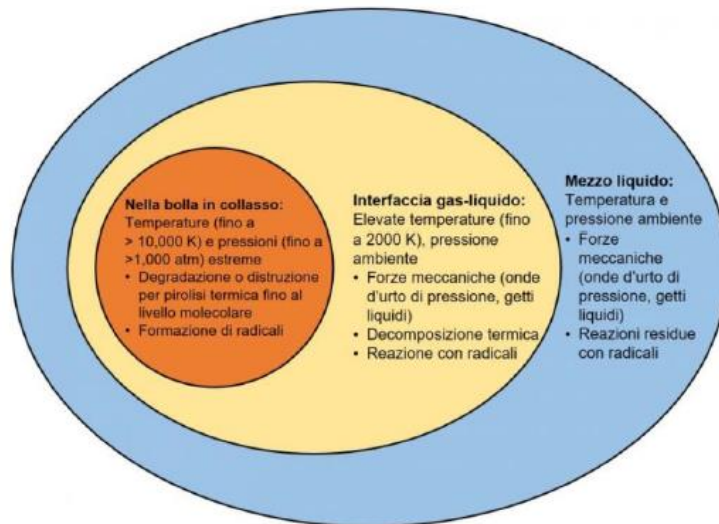 Nella bolla in collasso:
Temperature (fino a
> 10,000 K) e pressioni (fino a
>1,000 atm) estreme
• Degradazione o distruzione
per pirolisi termica fino al
livello molecolare
• Formazione di radicali
Interfaccia gas-liquido:
Elevate temperature (fino
a 2000 K), pressione
ambiente
• Forze meccaniche (onde
d'urto di pressione, getti
liquidi)
• Decomposizione termica
• Reazione con radicali
Mezzo liquido:
Temperatura e
pressione ambiente
• Forze
meccaniche
(onde d'urto di
pressione, getti
liquidi)
• Reazioni residue
con radicali